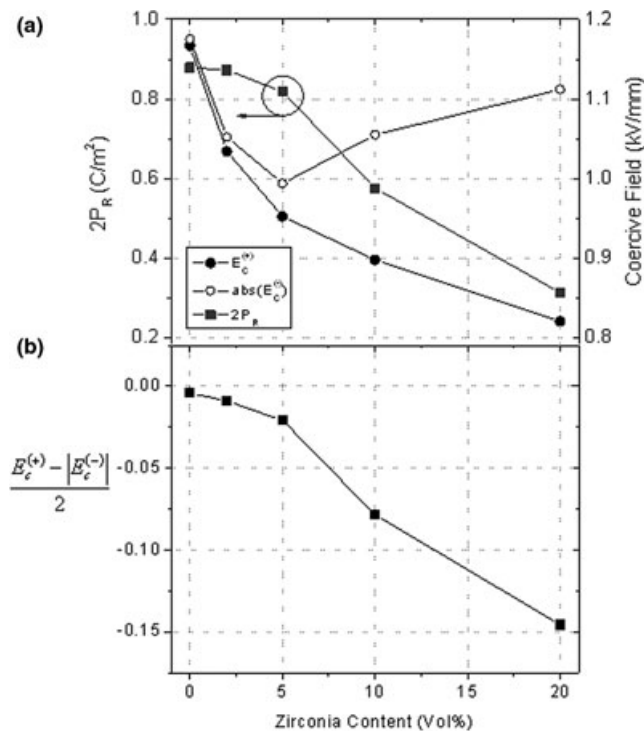 (a)
1.0
0.8
0.6
0.4
0.2
2P_R (C/m²)
1.2
1.1
1.0
0.9
0.8
Coercive Field (kV/mm)
E_c^(+)
abs(E_c^(-))
2P_R
(b)
0.00
-0.05
-0.10
-0.15
E_c^(+) - |E_c^(-)|
2
0 5 10 15 20
Zirconia Content (Vol%)